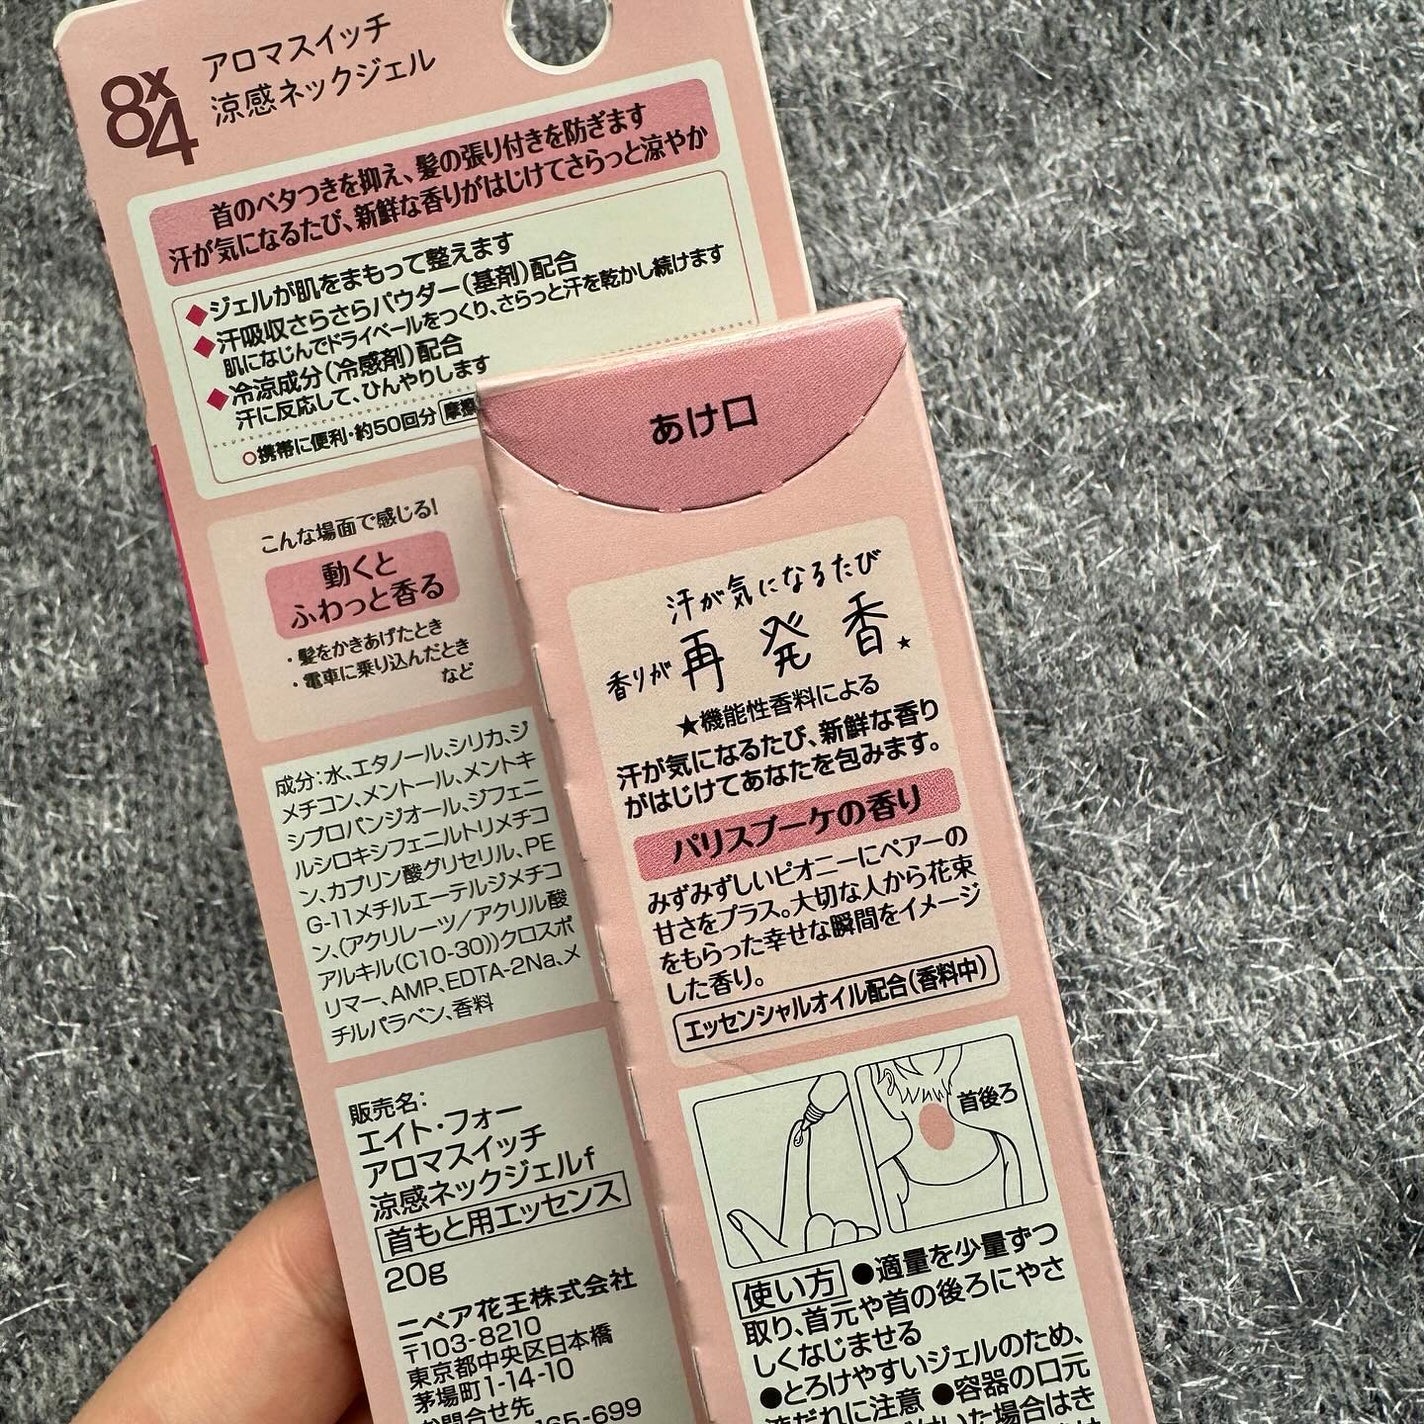 8x4
アロマスイッチ
涼感ネックジェル
首のベタつきを抑え、髪の張り付きを防ぎます
汗が気になるたび、新鮮な香りがはじけてさらっと涼やか
◆ジェルが肌をまもって整えます
◆汗吸収さらさらパウダー(基剤)配合
肌になじんでドライベールをつくり、さらっと汗を乾かし続けます
◆冷涼成分(冷感剤)配合
汗に反応して、ひんやりします
○携帯に便利・約50回分
こんな場面で感じる!
動くと
ふわっと香る
・髪をかきあげたとき
・電車に乗り込んだとき
など
成分:水、エタノール、シリカ、ジ
メチコン、メントール、メントキ
シプロパンジオール、ジフェニ
ルシロキシフェニルトリメチコ
ン、カプリン酸グリセリル、PE
G-11メチルエーテルジメチコ
ン、(アクリレーツ/アクリル酸
アルキル(C10-30))クロスポ
リマー、AMP、EDTA-2Na、メ
チルパラベン、香料
販売名:
エイト・フォー
アロマスイッチ
涼感ネックジェルf
首もと用エッセンス
20g
ニベア花王株式会社
〒103-8210
東京都中央区日本橋
茅場町1-14-10
お問合せ先
165-699
あけ口
汗が気になるたび
香りが再発香★
★機能性香料による
汗が気になるたび、新鮮な香り
がはじけてあなたを包みます。
パリスブーケの香り
みずみずしいピオニーにペアーの
甘さをプラス。大切な人から花束
をもらった幸せな瞬間をイメージ
した香り。
エッセンシャルオイル配合(香料中)
首後ろ
使い方 ●適量を少量ずつ
取り、首元や首の後ろにやさ
しくなじませる
●とろけやすいジェルのため、
液だれに注意 ●容器の口元
いた場合はき